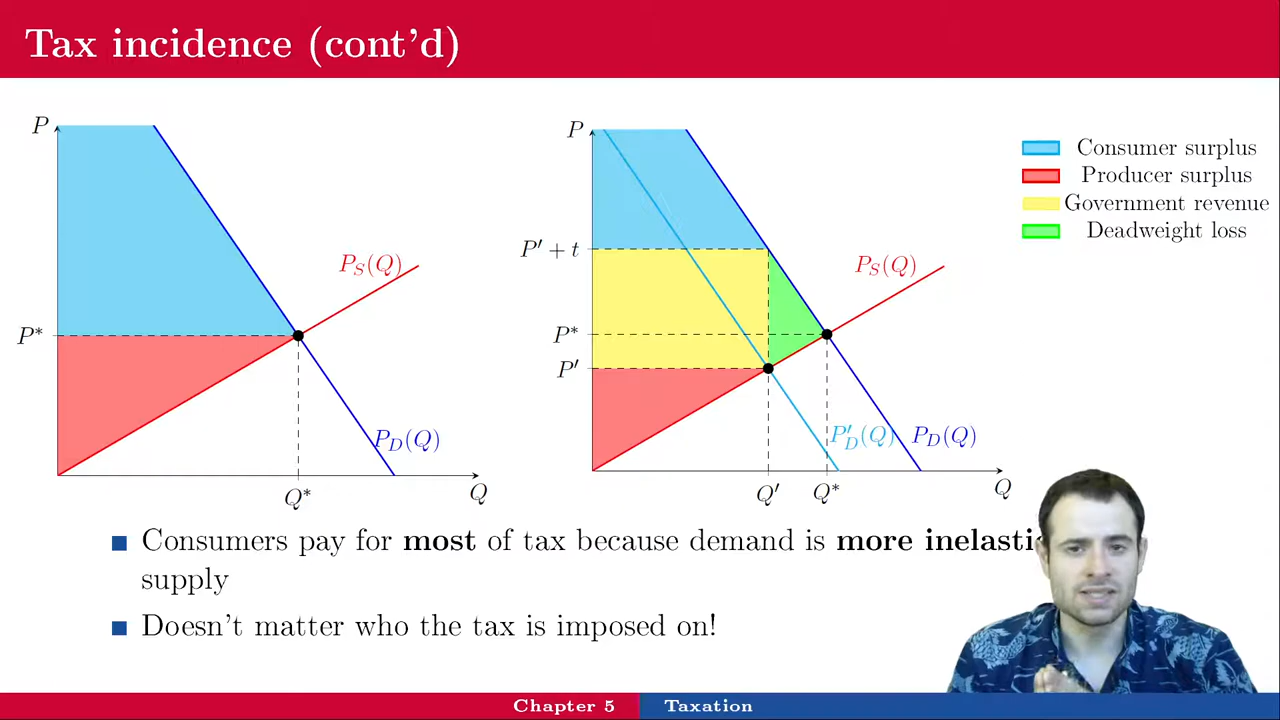 Tax incidence (cont'd)
P
P*
P_S(Q)
P_D(Q)
Q*
Q
P
P′ + t
P*
P′
P_S(Q)
P′_D(Q)
P_D(Q)
Q′
Q*
Q
Consumer surplus
Producer surplus
Government revenue
Deadweight loss
Consumers pay for most of tax because demand is more
supply
Doesn't matter who the tax is imposed on!
Chapter 5
Taxation